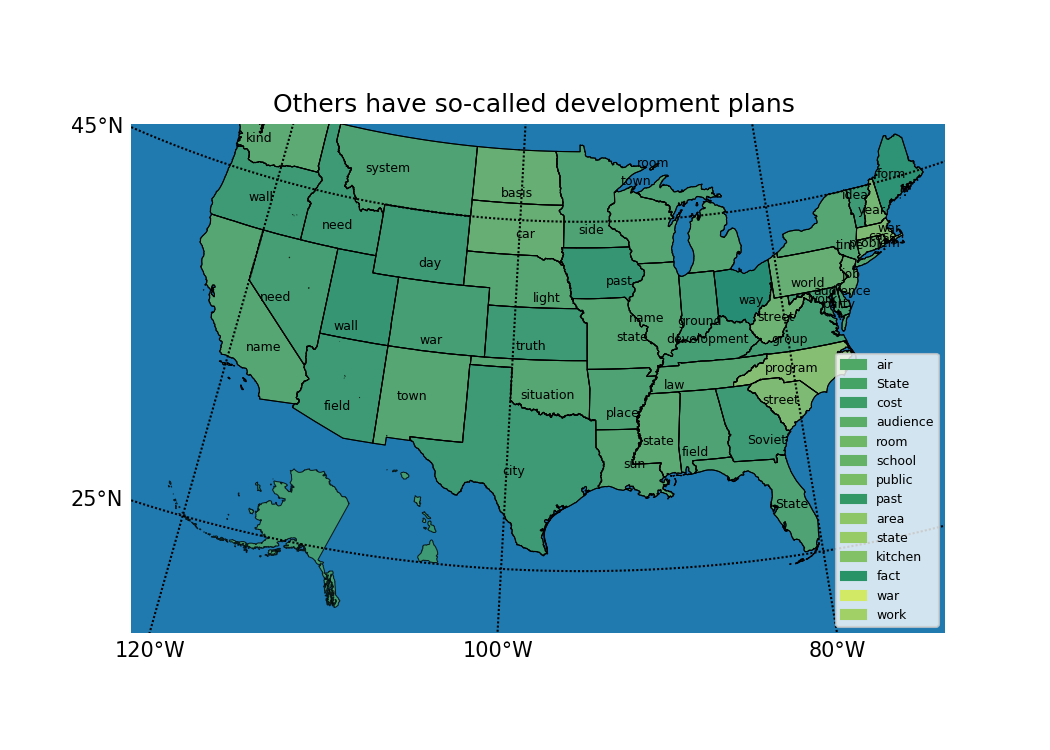 Others have so-called development plans
45°N
kind
room
system
town
form
basis
idea
wall
year
need
car
side
war
case
problem
time
day
past
job
world
audience
need
light
way
work
party
wall
name
ground
street
state
development
group
war
truth
name
program
law
town
situation
street
field
place
state
Soviet
field
sun
city
State
25°N
air
State
cost
audience
room
school
public
past
area
state
kitchen
fact
war
work
120°W
100°W
80°W